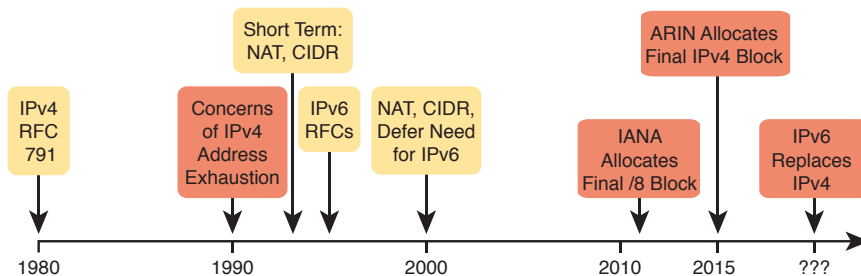 Short Term:
NAT, CIDR
ARIN Allocates
Final IPv4 Block
IPv4
RFC
791
Concerns
of IPv4
Address
Exhaustion
IPv6
RFCs
NAT, CIDR,
Defer Need
for IPv6
IANA
Allocates
Final /8 Block
IPv6
Replaces
IPv4
1980
1990
2000
2010
2015
???